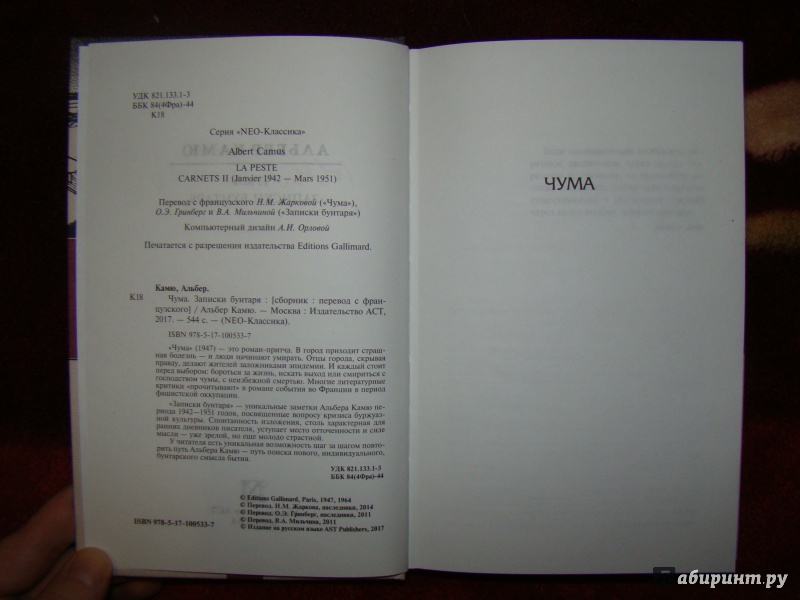 УДК 821.133.1-3
ББК 84(4Фра)-44
К18
Серия «NEO-Классика»
Albert Camus
LA PESTE
CARNETS II (Janvier 1942 — Mars 1951)
Перевод с французского Н.М. Жарковой («Чума»),
О.Э. Гринберг и В.А. Мильчиной («Записки бунтаря»)
Компьютерный дизайн А.И. Орловой
Печатается с разрешения издательства Editions Gallimard.
Камю, Альбер.
К18 Чума. Записки бунтаря : [сборник : перевод с фран-
цузского] / Альбер Камю. — Москва : Издательство АСТ,
2017. — 544 с. — (NEO-Классика).
ISBN 978-5-17-100533-7
«Чума» (1947) — это роман-притча. В город приходит страш-
ная болезнь — и люди начинают умирать. Отцы города, скрывая
правду, делают жителей заложниками эпидемии. И каждый стоит
перед выбором: бороться за жизнь, искать выход или смириться с
господством чумы, с неизбежной смертью. Многие литературные
критики «прочитывают» в романе события во Франции в период
фашистской оккупации.
«Записки бунтаря» — уникальные заметки Альбера Камю пе-
риода 1942—1951 годов, посвященные вопросу кризиса буржуаз-
ной культуры. Спонтанность изложения, столь характерная для
ранних дневников писателя, уступает место отточенности и силе
мысли — уже зрелой, но еще молодо страстной.
У читателя есть уникальная возможность шаг за шагом повто-
рить путь Альбера Камю — путь поиска нового, индивидуального,
бунтарского смысла бытия.
УДК 821.133.1-3
ББК 84(4Фра)-44
© Editions Gallimard, Paris, 1947, 1964
© Перевод. Н.М. Жаркова, наследники, 2014
© Перевод. О.Э. Гринберг, наследники, 2011
© Перевод. В.А. Мильчина, 2011
ISBN 978-5-17-100533-7 © Издание на русском языке AST Publishers, 2017
ЧУМА
абиринт.ру